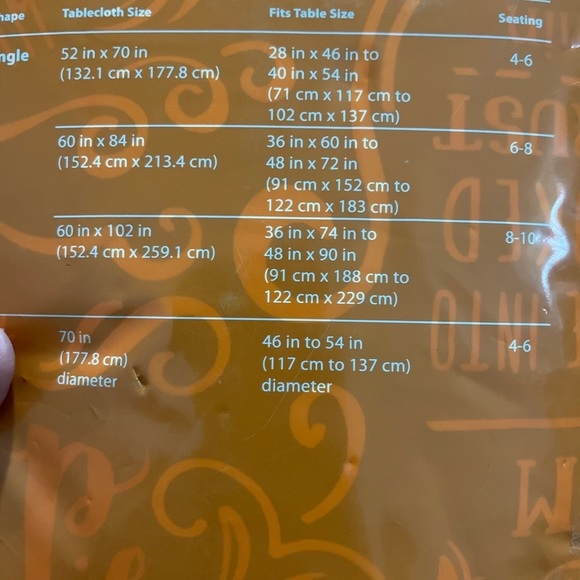 hape Tablecloth Size Fits Table Size Seating
ngle 52 in x 70 in 28 in x 46 in to 4-6
(132.1 cm x 177.8 cm) 40 in x 54 in
(71 cm x 117 cm to
102 cm x 137 cm)
60 in x 84 in 36 in x 60 in to 6-8
(152.4 cm x 213.4 cm) 48 in x 72 in
(91 cm x 152 cm to
122 cm x 183 cm)
60 in x 102 in 36 in x 74 in to 8-10
(152.4 cm x 259.1 cm) 48 in x 90 in
(91 cm x 188 cm to
122 cm x 229 cm)
70 in 46 in to 54 in 4-6
(177.8 cm) (117 cm to 137 cm)
diameter diameter
INTO